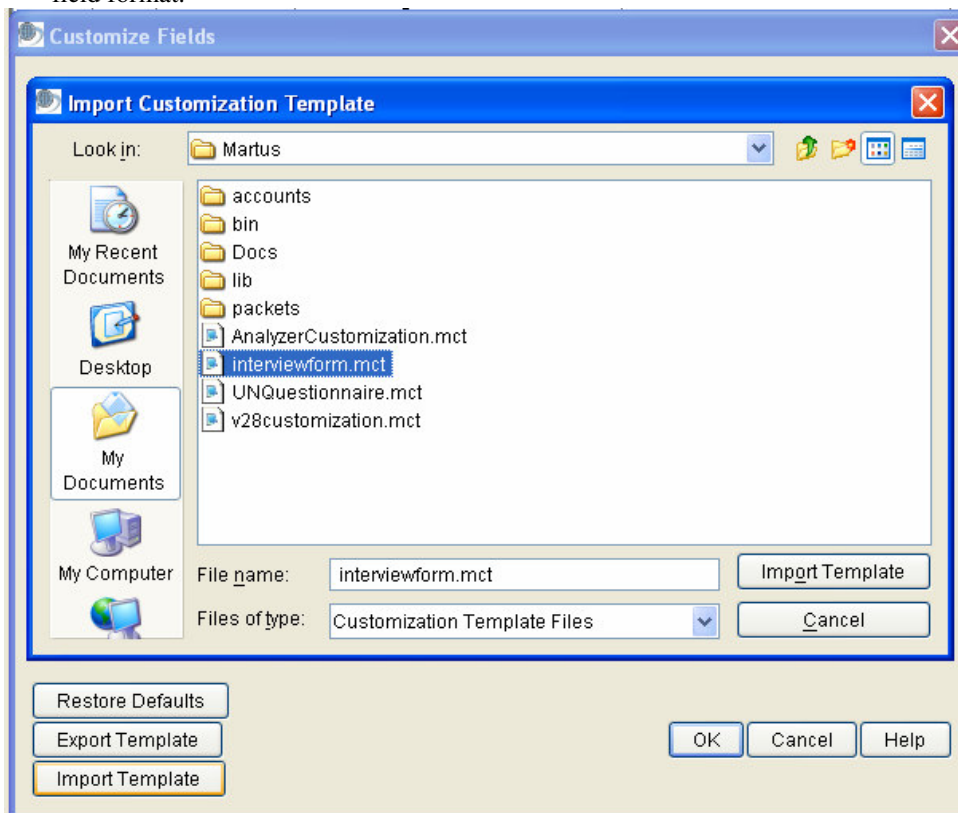 field format.
Customize Fields
Import Customization Template
Look in:
Martus
accounts
bin
Docs
lib
packets
AnalyzerCustomization.mct
interviewform.mct
UNQuestionnaire.mct
v28customization.mct
My Recent
Documents
Desktop
My
Documents
My Computer
File name:
interviewform.mct
Import Template
Files of type:
Customization Template Files
Cancel
Restore Defaults
Export Template
OK
Cancel
Help
Import Template